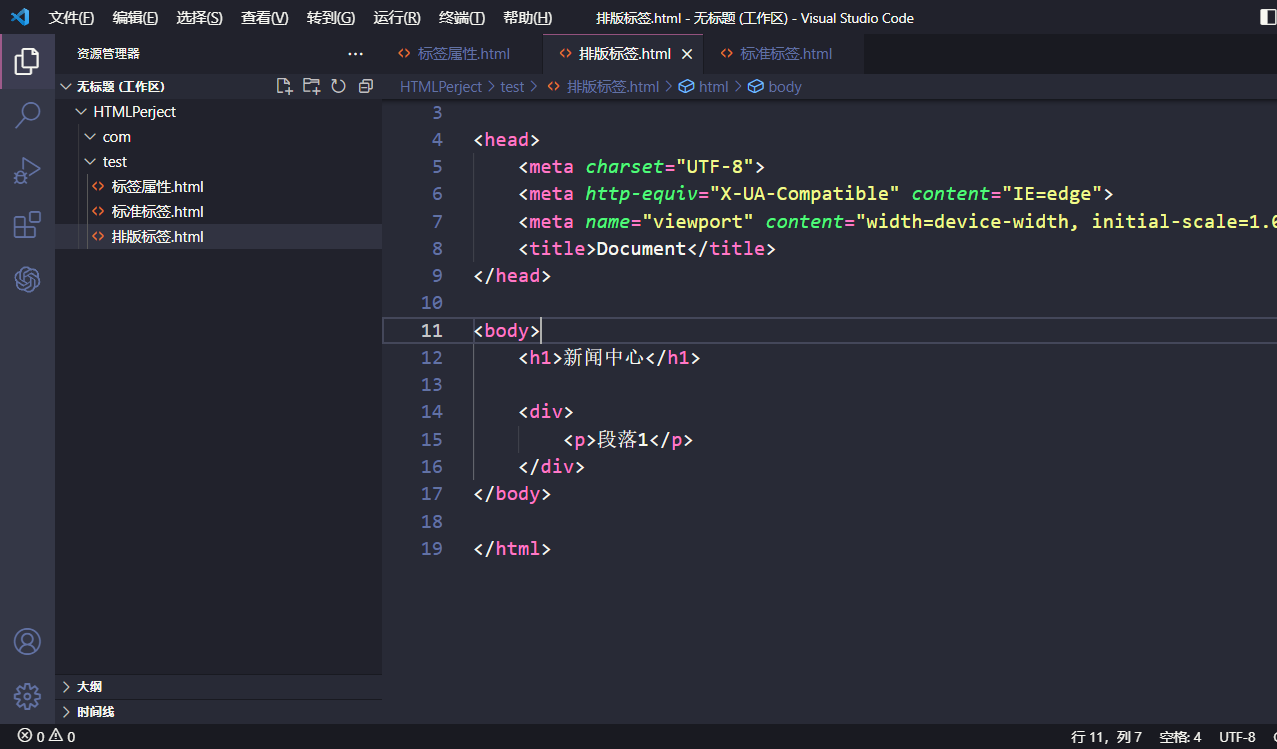 文件(F) 编辑(E) 选择(S) 查看(V) 转到(G) 运行(R) 终端(T) 帮助(H) 排版标签.html - 无标题 (工作区) - Visual Studio Code
资源管理器 ···
无标题 (工作区)
HTMLPerject
com
test
标签属性.html
标准标签.html
排版标签.html
大纲
时间线
标签属性.html 排版标签.html 标准标签.html
HTMLPerject > test > 排版标签.html > html > body
3
4 <head>
5 <meta charset="UTF-8">
6 <meta http-equiv="X-UA-Compatible" content="IE=edge">
7 <meta name="viewport" content="width=device-width, initial-scale=1.0
8 <title>Document</title>
9 </head>
10
11 <body>
12 <h1>新闻中心</h1>
13
14 <div>
15 <p>段落1</p>
16 </div>
17 </body>
18
19 </html>
0 0 行 11，列 7 空格: 4 UTF-8